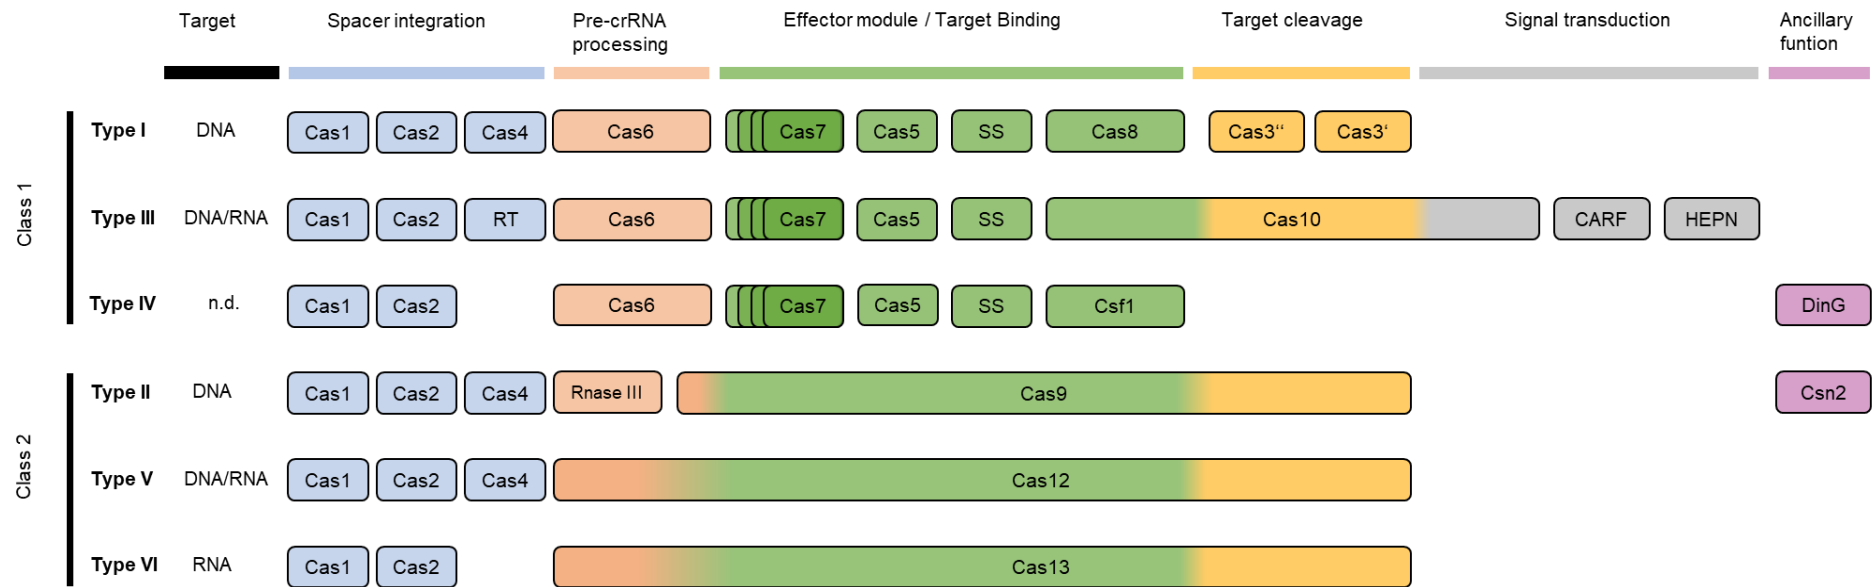 Target
Spacer integration
Pre-crRNA
processing
Effector module / Target Binding
Target cleavage
Signal transduction
Ancillary
funtion
Class 1
Type I
DNA
Cas1
Cas2
Cas4
Cas6
Cas7
Cas5
SS
Cas8
Cas3“
Cas3‘
Type III
DNA/RNA
Cas1
Cas2
RT
Cas6
Cas7
Cas5
SS
Cas10
CARF
HEPN
Type IV
n.d.
Cas1
Cas2
Cas6
Cas7
Cas5
SS
Csf1
DinG
Class 2
Type II
DNA
Cas1
Cas2
Cas4
Rnase III
Cas9
Csn2
Type V
DNA/RNA
Cas1
Cas2
Cas4
Cas12
Type VI
RNA
Cas1
Cas2
Cas13